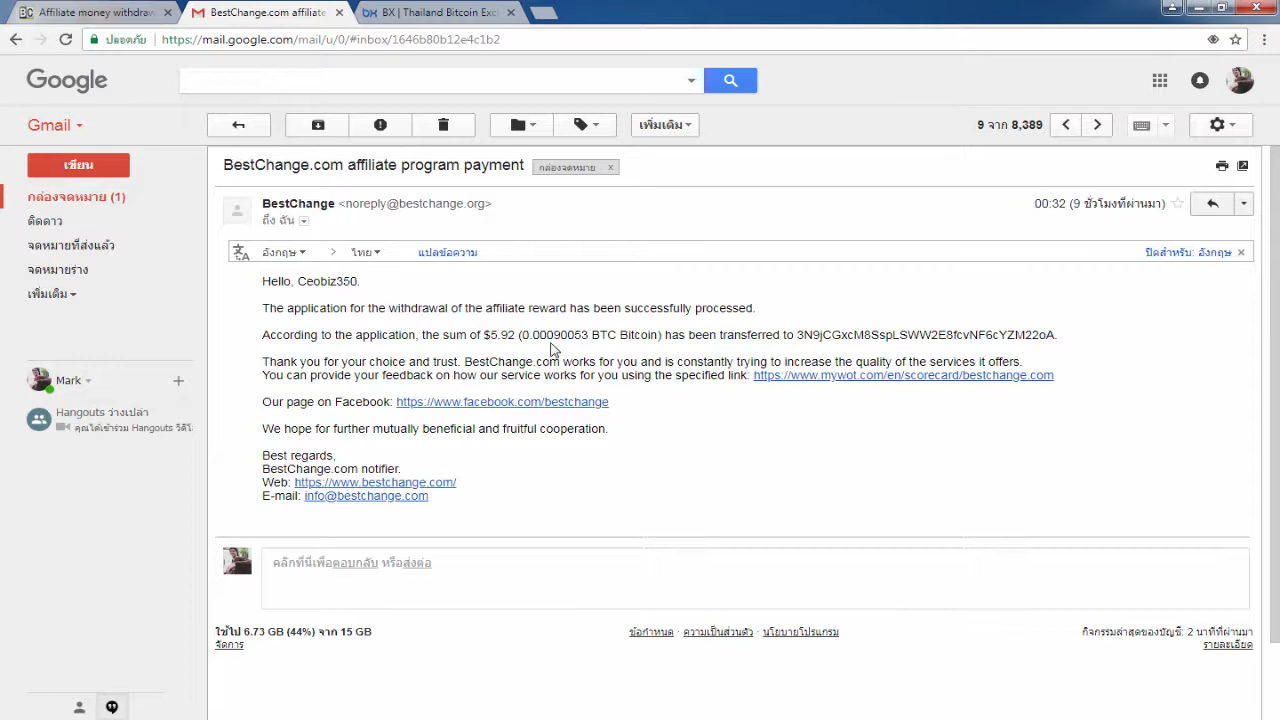 Affiliate money withdraw
BestChange.com affiliate
BX | Thailand Bitcoin Exc
ปลอดภัย
https://mail.google.com/mail/u/0/#inbox/1646b80b12e4c1b2
Google
Gmail
เพิ่มเติม
9 จาก 8,389
เขียน
กล่องจดหมาย (1)
ติดดาว
จดหมายที่ส่งแล้ว
จดหมายร่าง
เพิ่มเติม
Mark
Hangouts ว่างเปล่า
BestChange.com affiliate program payment
กล่องจดหมาย x
BestChange <noreply@bestchange.org>
00:32 (9 ชั่วโมงที่ผ่านมา)
ถึง ฉัน
อังกฤษ
ไทย
แปลข้อความ
ปิดสำหรับ: อังกฤษ x
Hello, Ceobiz350.
The application for the withdrawal of the affiliate reward has been successfully processed.
According to the application, the sum of $5.92 (0.00090053 BTC Bitcoin) has been transferred to 3N9jCGxcM8SspLSWW2E8fcvNF6cYZM22oA.
Thank you for your choice and trust. BestChange.com works for you and is constantly trying to increase the quality of the services it offers.
You can provide your feedback on how our service works for you using the specified link: https://www.mywot.com/en/scorecard/bestchange.com
Our page on Facebook: https://www.facebook.com/bestchange
We hope for further mutually beneficial and fruitful cooperation.
Best regards,
BestChange.com notifier.
Web: https://www.bestchange.com/
E-mail: info@bestchange.com
คลิกที่นี่เพื่อตอบกลับ หรือส่งต่อ
ใช้ไป 6.73 GB (44%) จาก 15 GB
จัดการ
ข้อกำหนด · ความเป็นส่วนตัว · นโยบายโปรแกรม
กิจกรรมล่าสุดของบัญชี: 2 นาทีที่ผ่านมา
รายละเอียด